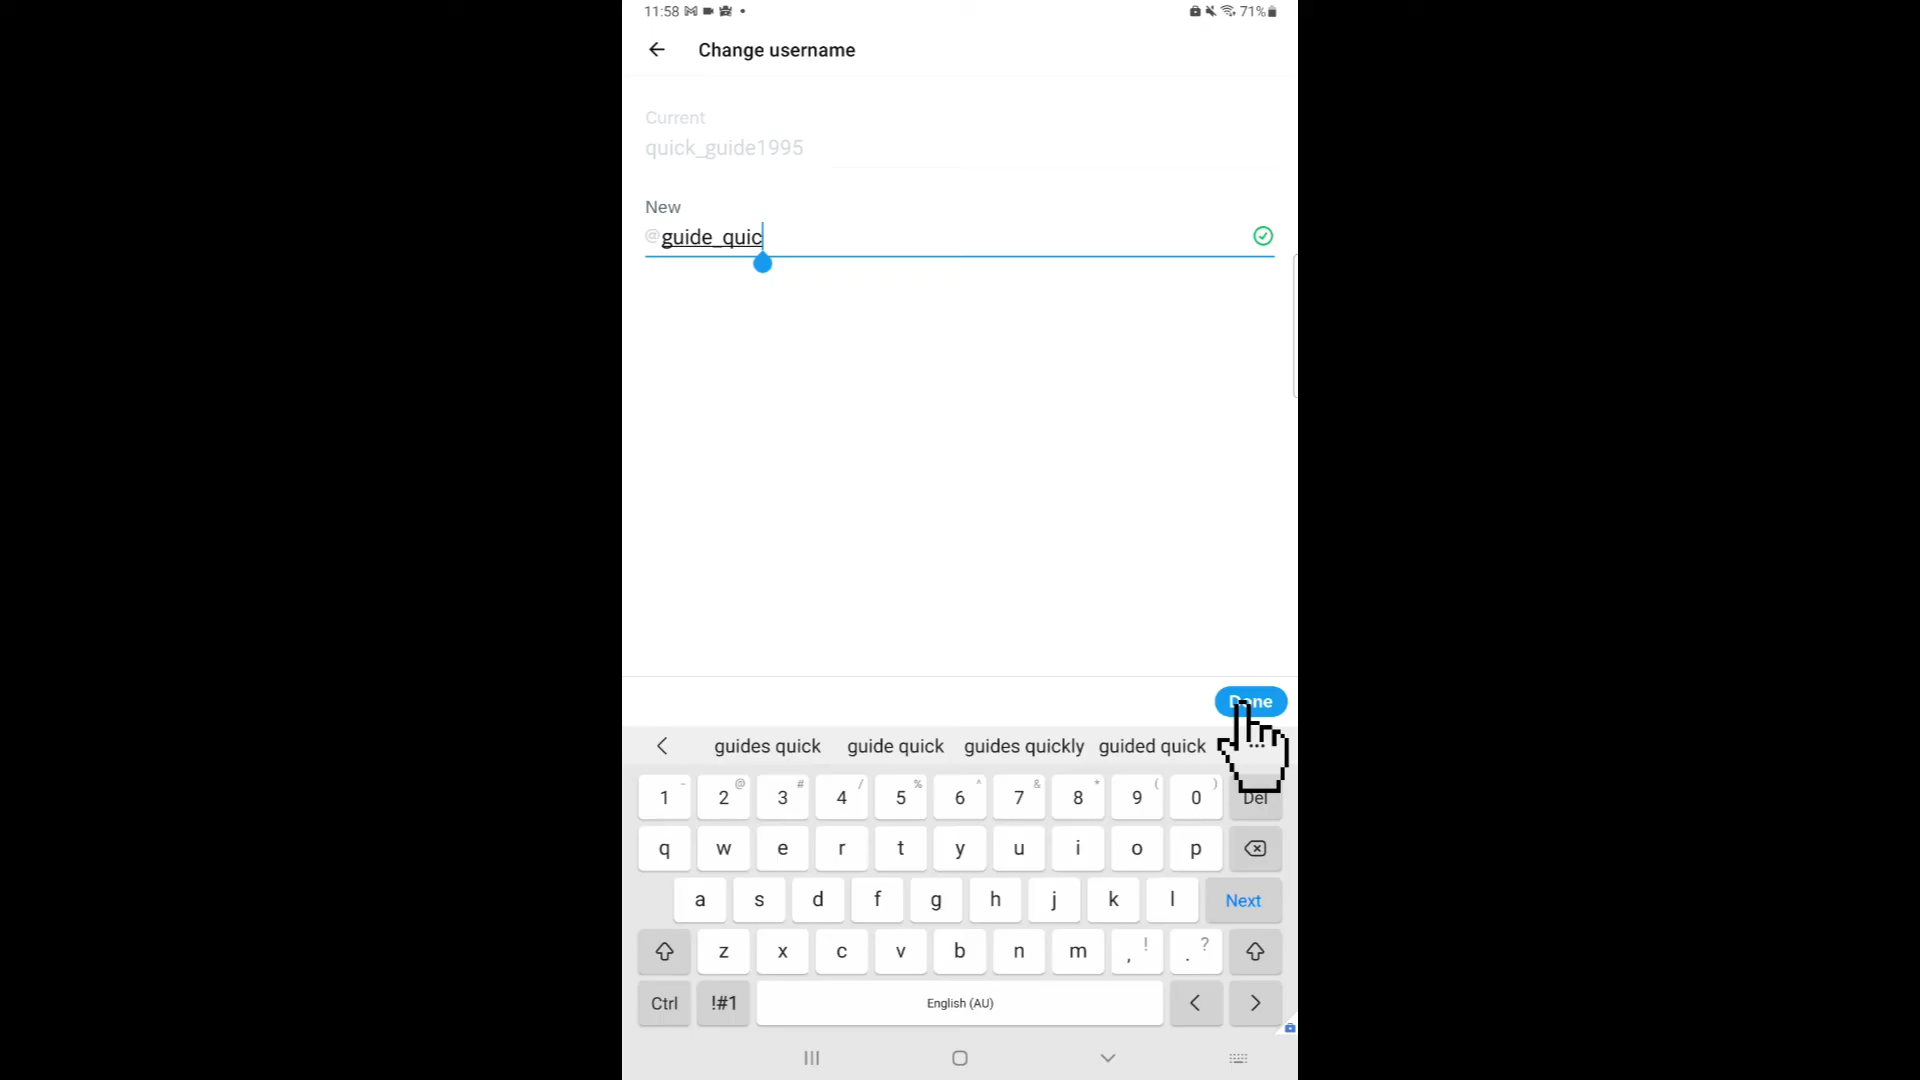 11:58 71%
Change username
Current
quick_guide1995
New
@guide_quic
Done
guides quick guide quick guides quickly guided quick ...
1 - 2 @ 3 # 4 / 5 % 6 ^ 7 & 8 * 9 ( 0 ) Del
q w e r t y u i o p
a s d f g h j k l Next
z x c v b n m , ! . ?
Ctrl !#1 English (AU) < >